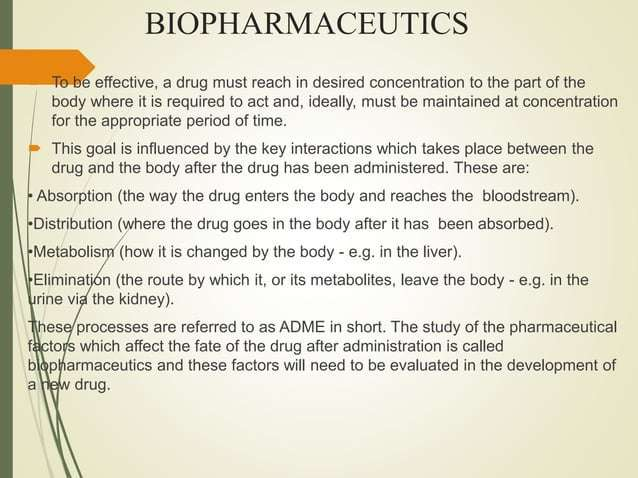 BIOPHARMACEUTICS
To be effective, a drug must reach in desired concentration to the part of the
body where it is required to act and, ideally, must be maintained at concentration
for the appropriate period of time.
This goal is influenced by the key interactions which takes place between the
drug and the body after the drug has been administered. These are:
• Absorption (the way the drug enters the body and reaches the bloodstream).
•Distribution (where the drug goes in the body after it has been absorbed).
•Metabolism (how it is changed by the body - e.g. in the liver).
•Elimination (the route by which it, or its metabolites, leave the body - e.g. in the
urine via the kidney).
These processes are referred to as ADME in short. The study of the pharmaceutical
factors which affect the fate of the drug after administration is called
biopharmaceutics and these factors will need to be evaluated in the development of
a new drug.